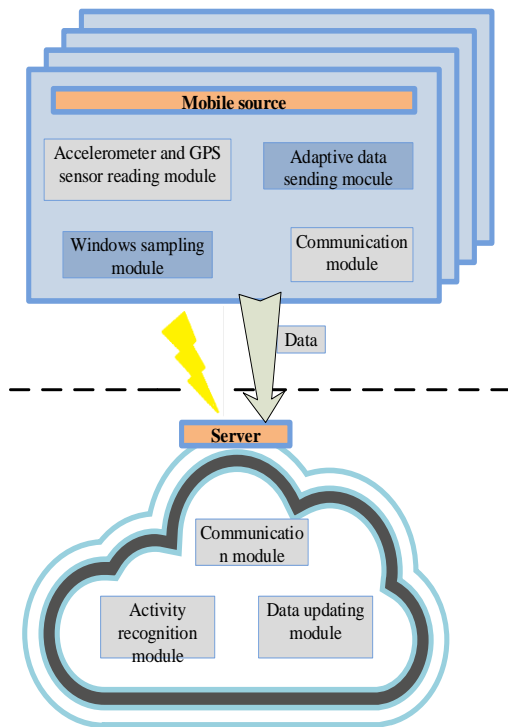 Mobile source
Accelerometer and GPS
sensor reading module
Adaptive data
sending mocule
Windows sampling
module
Communication
module
Data
Server
Communicatio
n module
Activity
recognition
module
Data updating
module